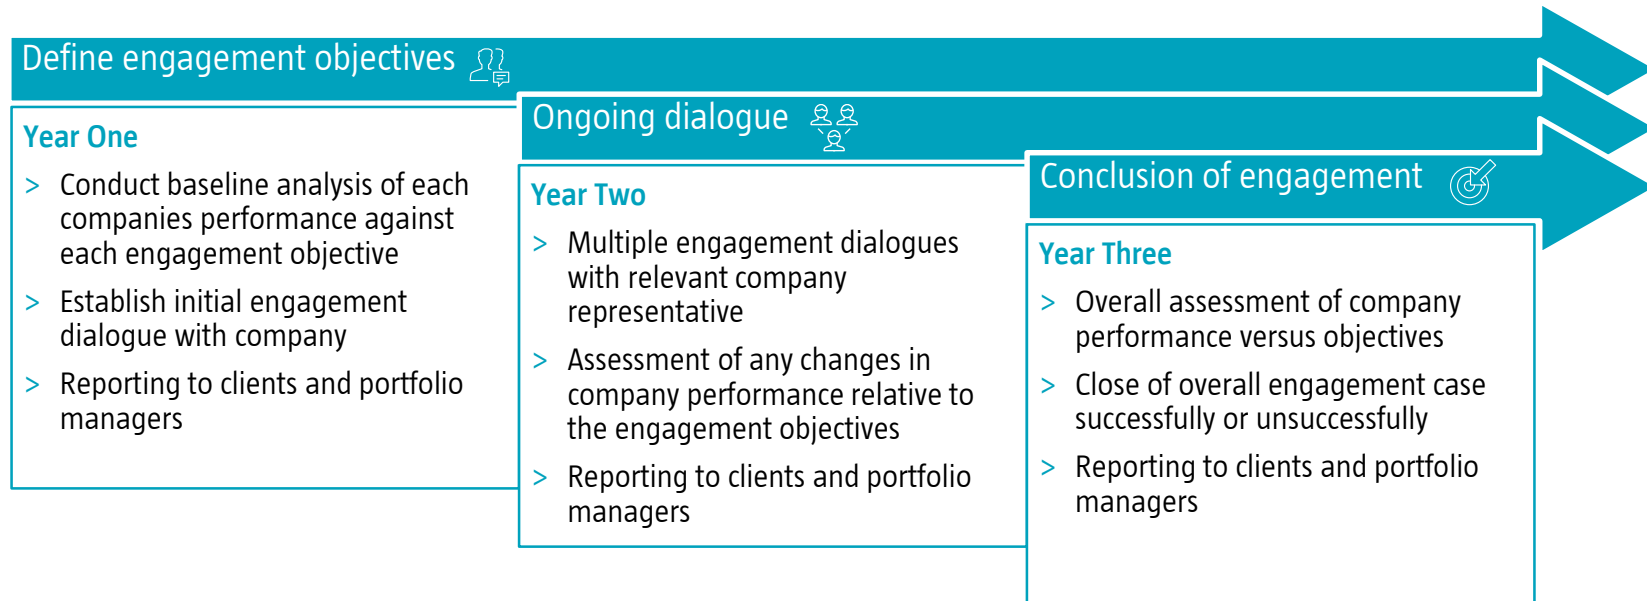 Define engagement objectives
Year One
> Conduct baseline analysis of each
companies performance against
each engagement objective
> Establish initial engagement
dialogue with company
> Reporting to clients and portfolio
managers
Ongoing dialogue
Year Two
> Multiple engagement dialogues
with relevant company
representative
> Assessment of any changes in
company performance relative to
the engagement objectives
> Reporting to clients and portfolio
managers
Conclusion of engagement
Year Three
> Overall assessment of company
performance versus objectives
> Close of overall engagement case
successfully or unsuccessfully
> Reporting to clients and portfolio
managers